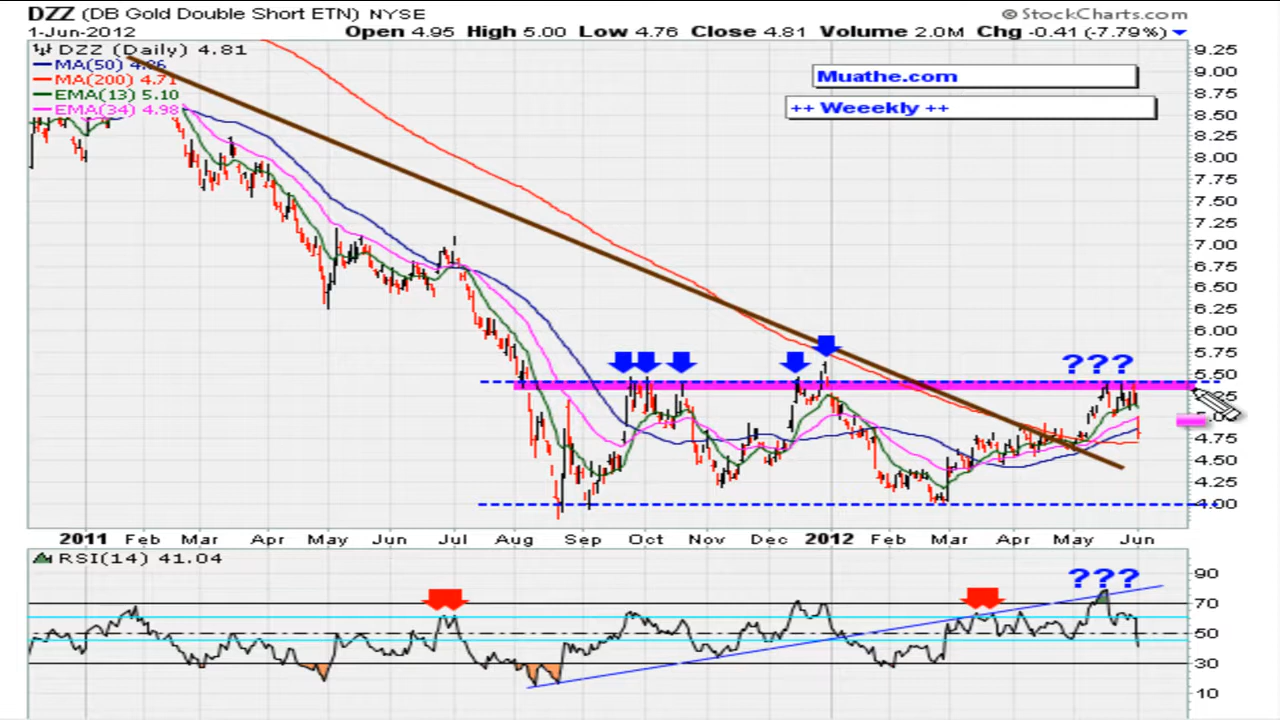 DZZ (DB Gold Double Short ETN) NYSE
© StockCharts.com
1-Jun-2012
Open 4.95 High 5.00 Low 4.76 Close 4.81 Volume 2.0M Chg -0.41 (-7.79%)
DZZ (Daily) 4.81
MA(50) 4.86
MA(200) 4.71
EMA(13) 5.10
EMA(34) 4.98
Muathe.com
++ Weeekly ++
9.25
9.00
8.75
8.50
8.25
8.00
7.75
7.50
7.25
7.00
6.75
6.50
6.25
6.00
5.75
5.50
???
4.75
4.50
4.25
4.00
2011 Feb Mar Apr May Jun Jul Aug Sep Oct Nov Dec 2012 Feb Mar Apr May Jun
RSI(14) 41.04
???
90
70
50
30
10